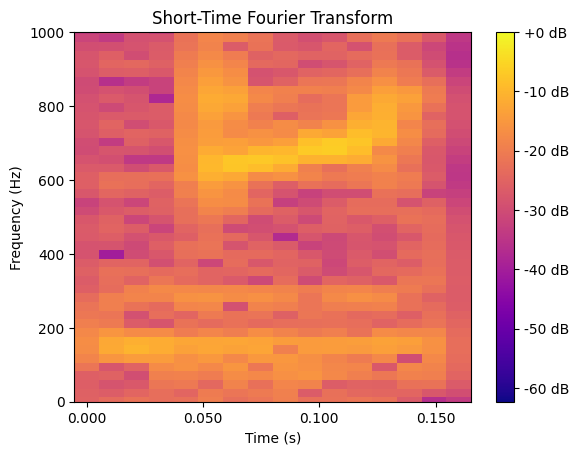 Short-Time Fourier Transform
Frequency (Hz)
1000
800
600
400
200
0
0.000
0.050
0.100
0.150
Time (s)
+0 dB
-10 dB
-20 dB
-30 dB
-40 dB
-50 dB
-60 dB